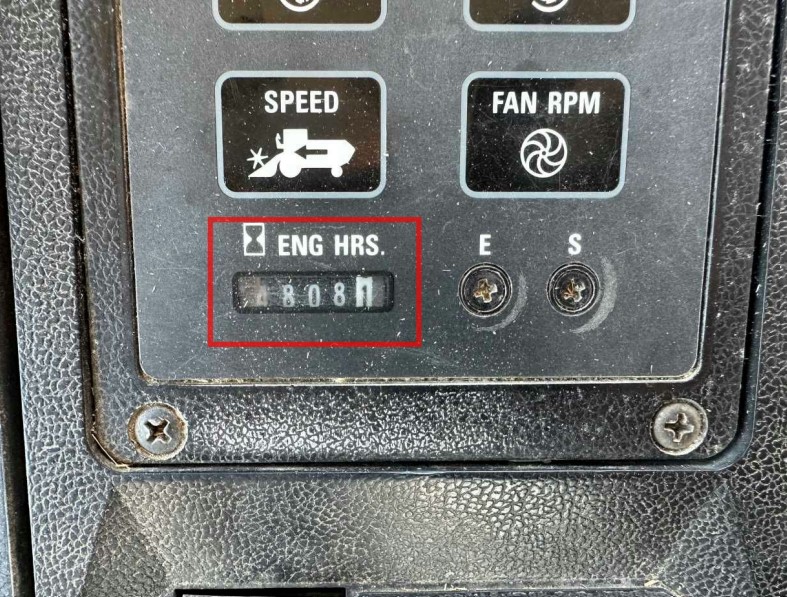 SPEED
FAN RPM
ENG HRS.
E
S
48081